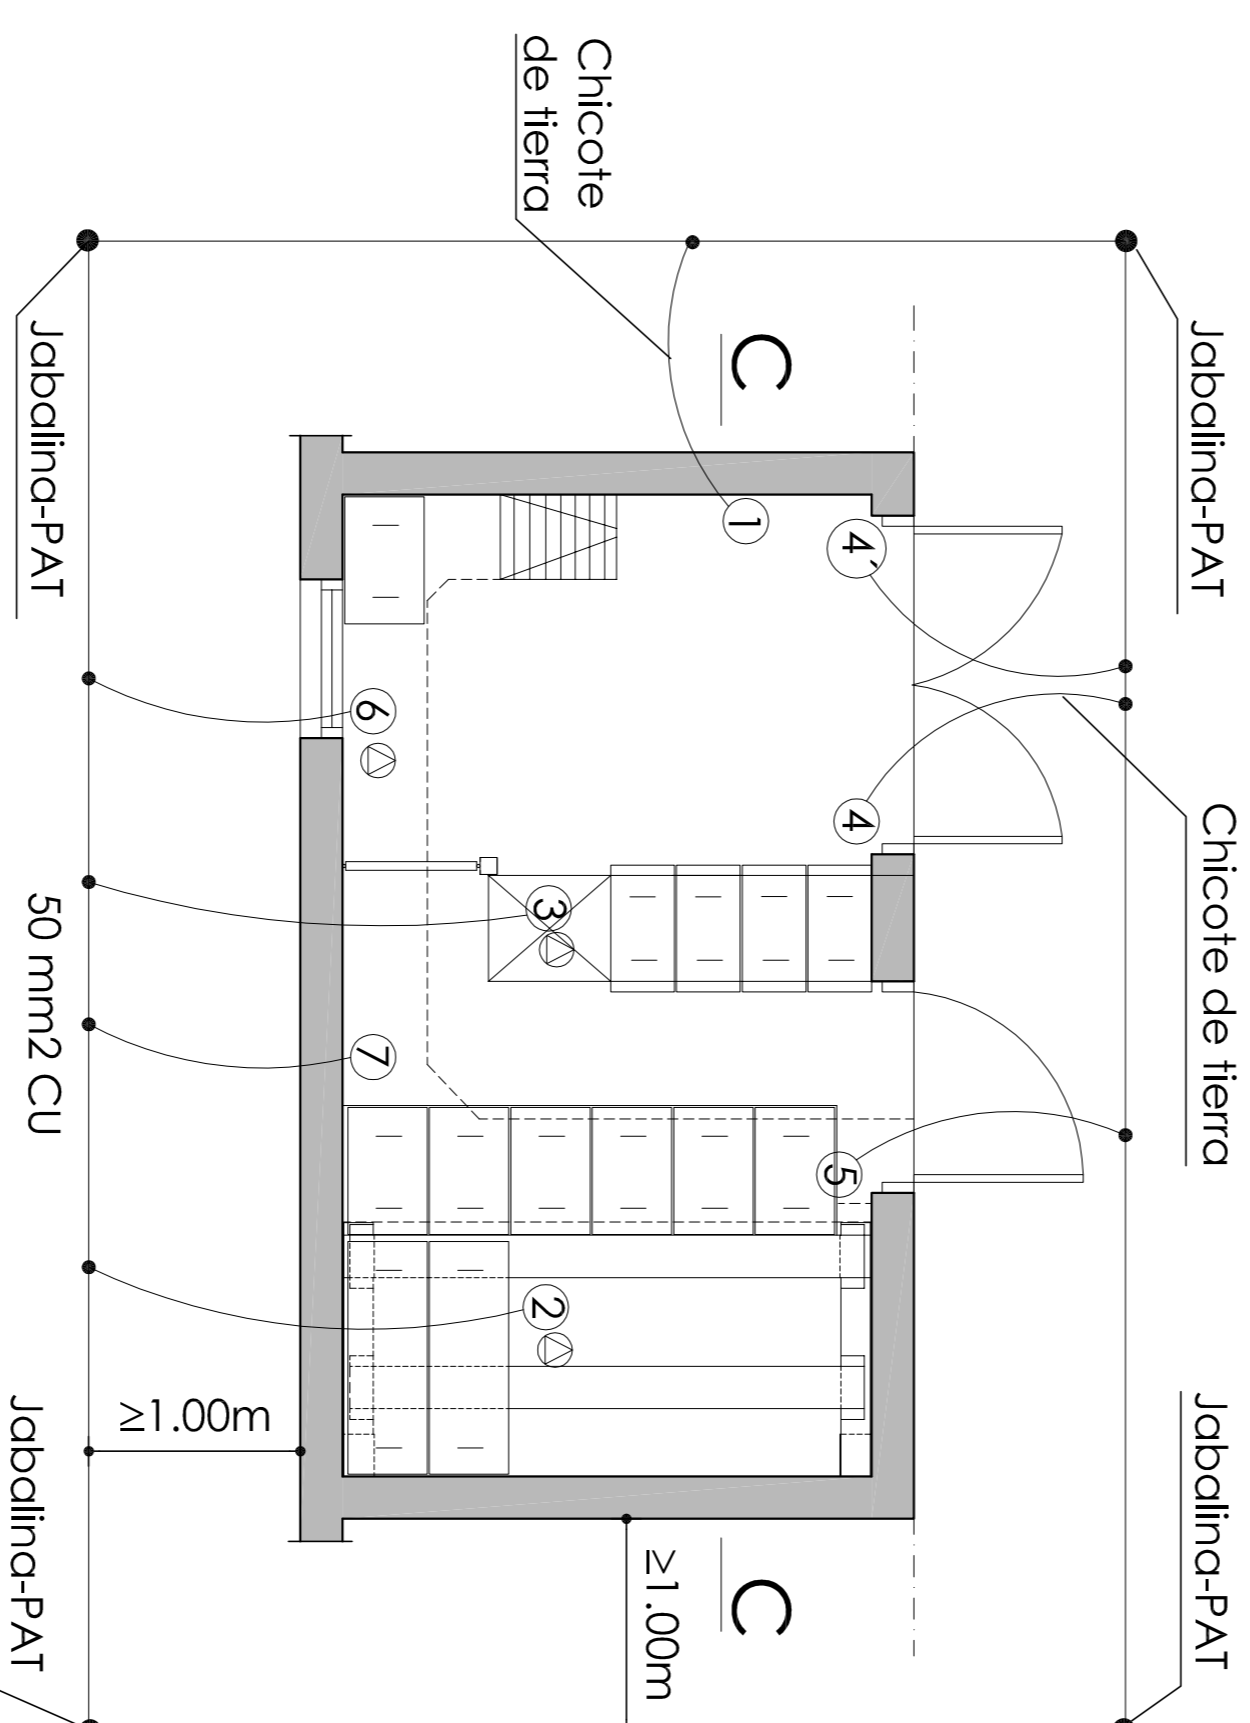 Jabalina-PAT
Chicote de tierra
Jabalina-PAT
4´
4
5
1
C
C
≥1.00m
Chicote
de tierra
3
2
6
7
≥1.00m
Jabalina-PAT
50 mm2 CU
Jabalina-PAT